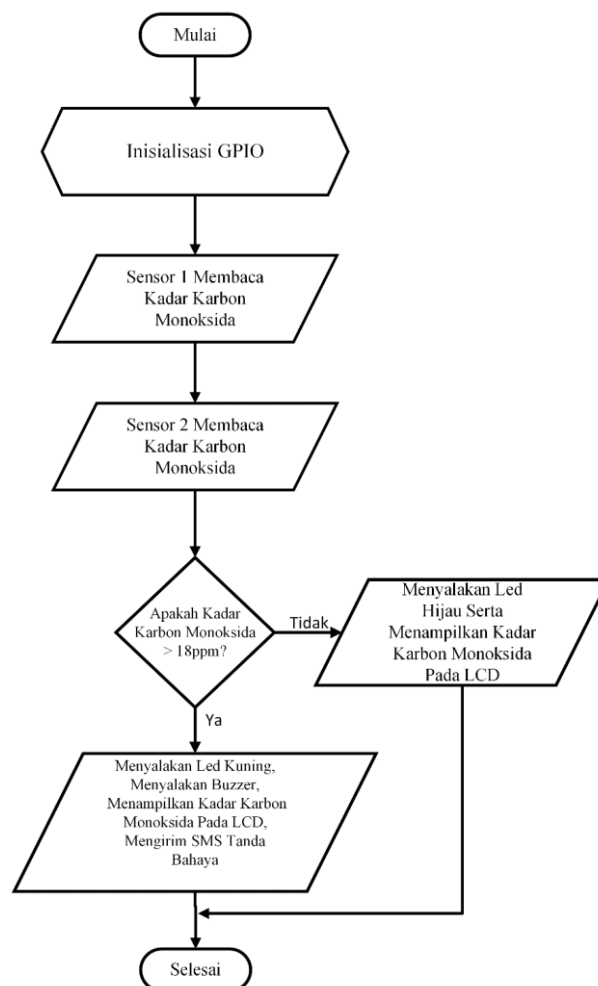 Mulai
Inisialisasi GPIO
Sensor 1 Membaca
Kadar Karbon
Monoksida
Sensor 2 Membaca
Kadar Karbon
Monoksida
Apakah Kadar
Karbon Monoksida
> 18ppm?
Tidak
Menyalakan Led
Hijau Serta
Menampilkan Kadar
Karbon Monoksida
Pada LCD
Ya
Menyalakan Led Kuning,
Menyalakan Buzzer,
Menampilkan Kadar Karbon
Monoksida Pada LCD,
Mengirim SMS Tanda
Bahaya
Selesai